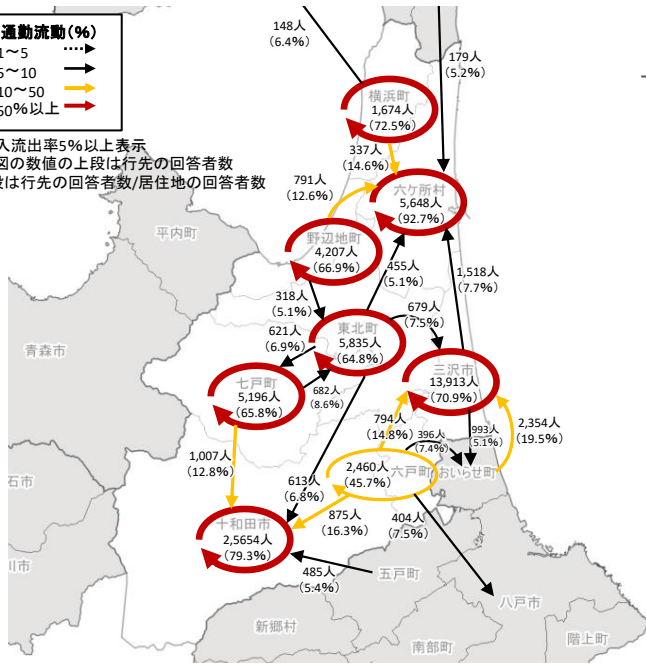 通勤流動(%)
1～5
5～10
10～50
50%以上
入流出率5%以上表示
図の数値の上段は行先の回答者数
段は行先の回答者数/居住地の回答者数
148人
(6.4%)
179人
(5.2%)
横浜町
1,674人
(72.5%)
337人
(14.6%)
791人
(12.6%)
六ケ所村
5,648人
(92.7%)
平内町
野辺地町
4,207人
(66.9%)
455人
(5.1%)
1,518人
(7.7%)
318人
(5.1%)
679人
(7.5%)
621人
(6.9%)
東北町
5,835人
(64.8%)
青森市
七戸町
5,196人
(65.8%)
682人
(8.6%)
三沢市
13,913人
(70.9%)
794人
(14.8%)
396人
(7.4%)
993人
(5.1%)
2,354人
(19.5%)
1,007人
(12.8%)
2,460人
(45.7%)
六戸町
おいらせ町
石市
613人
(6.8%)
875人
(16.3%)
404人
(7.5%)
十和田市
2,5654人
(79.3%)
485人
(5.4%)
五戸町
川市
八戸市
新郷村
南部町
階上町